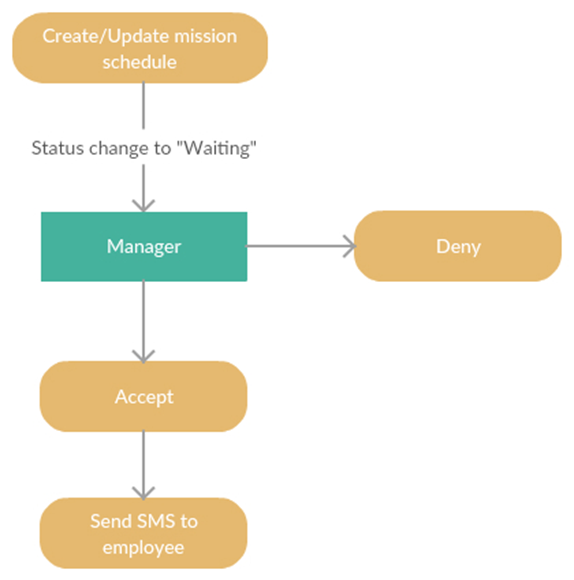 Create/Update mission
schedule
Status change to "Waiting"
Manager
Deny
Accept
Send SMS to
employee